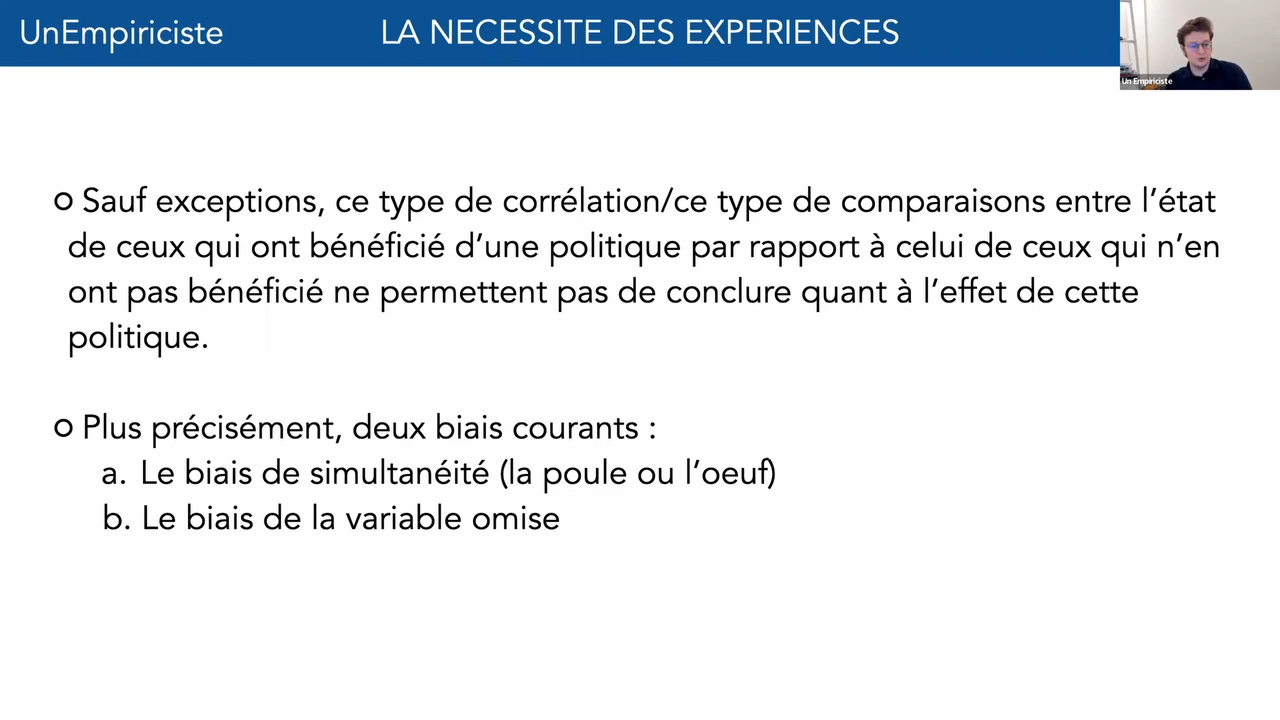 UnEmpiriciste
LA NECESSITE DES EXPERIENCES
Un Empiriciste
Sauf exceptions, ce type de corrélation/ce type de comparaisons entre l’état
de ceux qui ont bénéficié d’une politique par rapport à celui de ceux qui n’en
ont pas bénéficié ne permettent pas de conclure quant à l’effet de cette
politique.
Plus précisément, deux biais courants :
a. Le biais de simultanéité (la poule ou l’oeuf)
b. Le biais de la variable omise